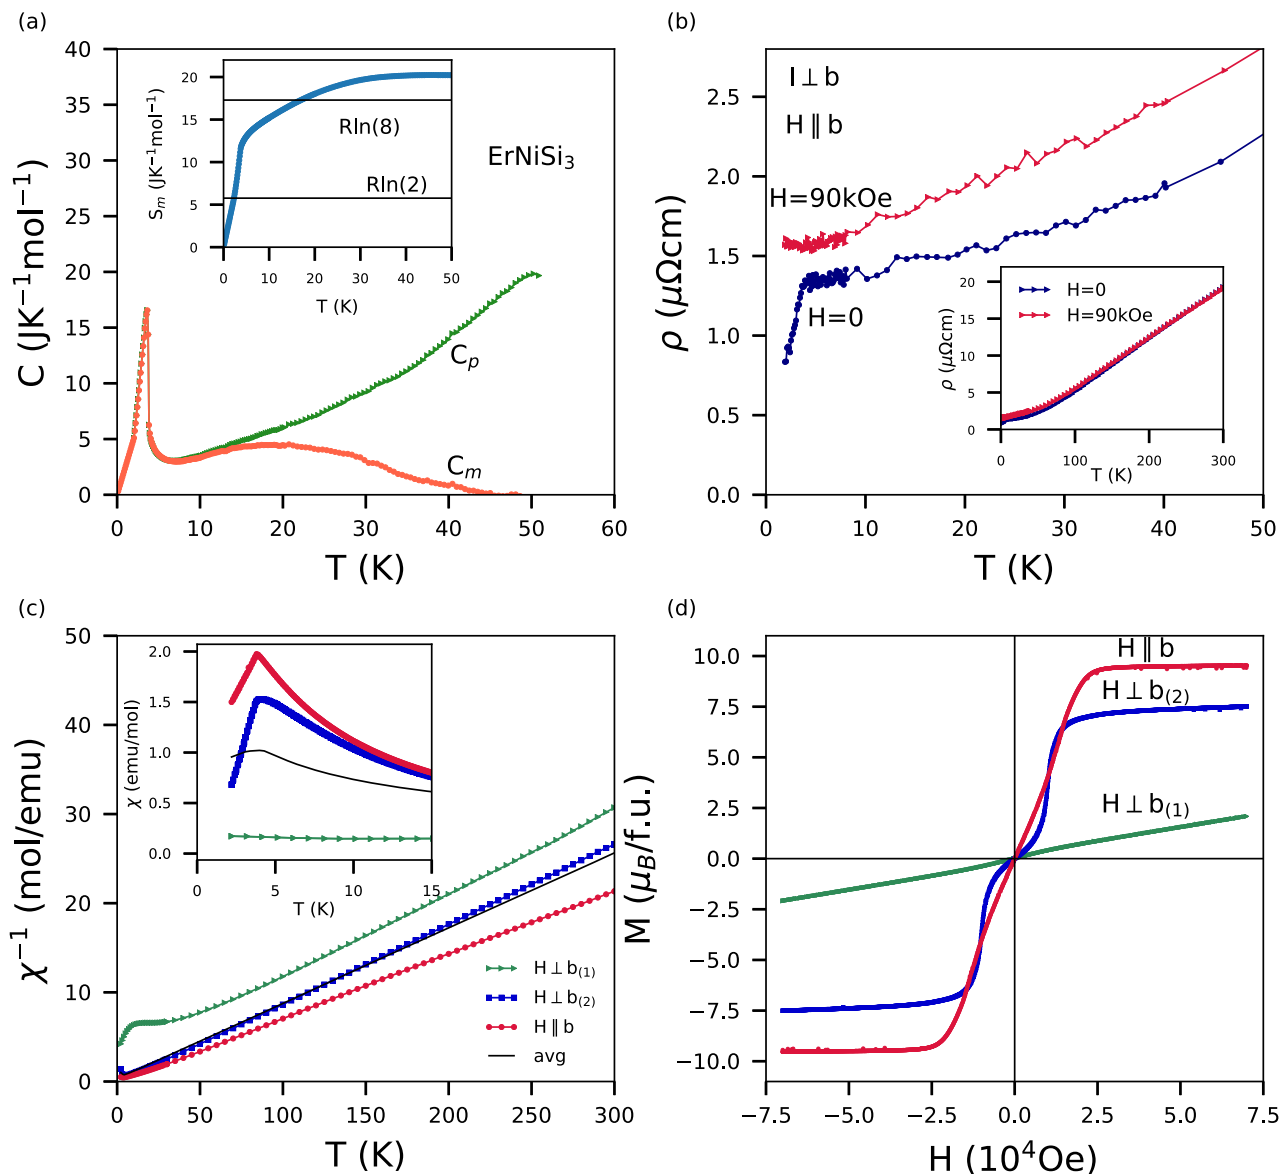 (a)
40
35
30
25
20
15
10
5
0
C (JK⁻¹mol⁻¹)
0 10 20 30 40 50 60
T (K)
ErNiSi₃
Cₚ
Cₘ
20
15
10
5
0
Sₘ (JK⁻¹mol⁻¹)
Rln(8)
Rln(2)
0 10 20 30 40 50
T (K)
(b)
2.5
2.0
1.5
1.0
0.5
0.0
ρ (μΩcm)
I⊥b
H∥b
H=90kOe
H=0
0 10 20 30 40 50
T (K)
20
15
10
5
0
ρ (μΩcm)
H=0
H=90kOe
0 100 200 300
T (K)
(c)
50
40
30
20
10
0
χ⁻¹ (mol/emu)
0 50 100 150 200 250 300
T (K)
2.0
1.5
1.0
0.5
0.0
χ (emu/mol)
0 5 10 15
T (K)
H⊥b₍₁₎
H⊥b₍₂₎
H∥b
avg
(d)
10.0
7.5
5.0
2.5
0.0
−2.5
−5.0
−7.5
−10.0
M (μ_B/f.u.)
H∥b
H⊥b₍₂₎
H⊥b₍₁₎
−7.5 −5.0 −2.5 0.0 2.5 5.0 7.5
H (10⁴Oe)